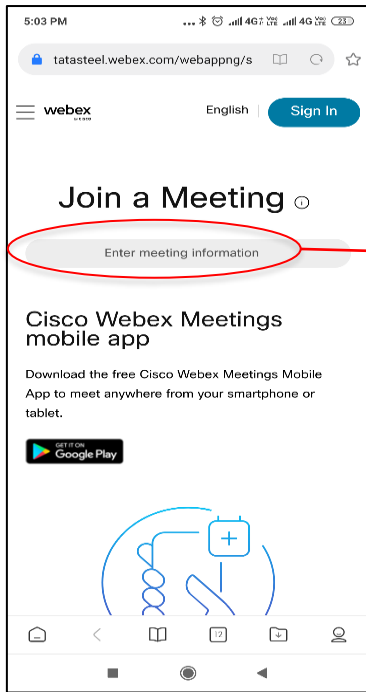 5:03 PM ... 4G 4G 23
tatasteel.webex.com/webappng/s
webex English Sign In
Join a Meeting
Enter meeting information
Cisco Webex Meetings
mobile app
Download the free Cisco Webex Meetings Mobile
App to meet anywhere from your smartphone or
tablet.
GET IT ON
Google Play
12